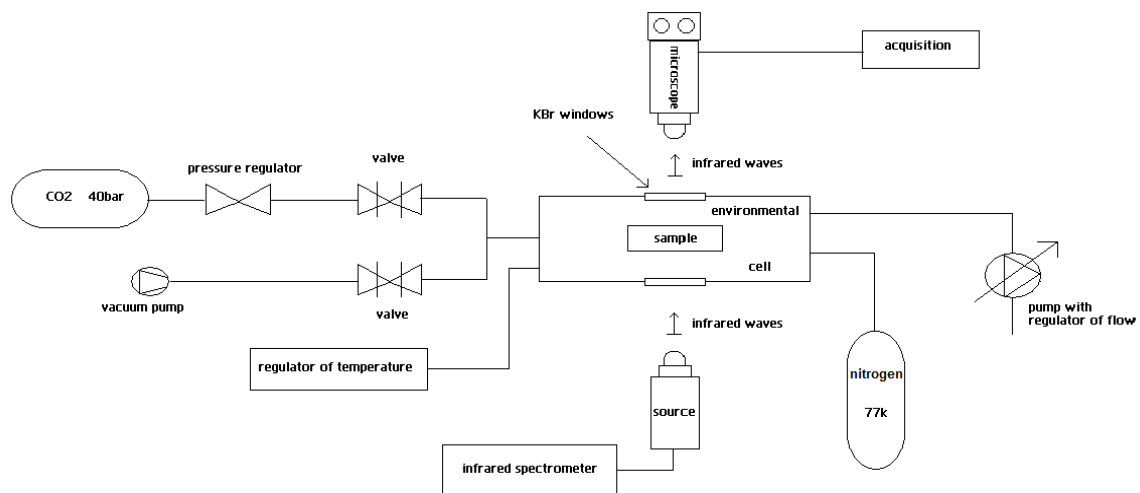 microscope
acquisition
KBr windows
infrared waves
valve
pressure regulator
CO2 40bar
environmental
sample
cell
vacuum pump
valve
infrared waves
pump with
regulator of flow
regulator of temperature
nitrogen
77k
source
infrared spectrometer